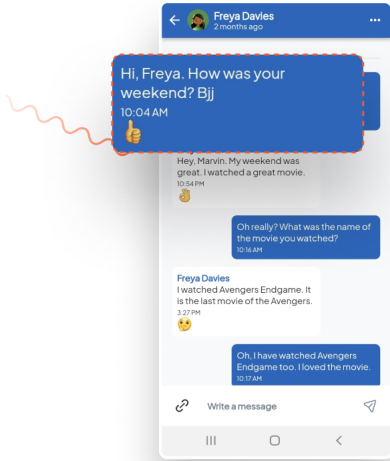 Freya Davies
2 months ago
Hi, Freya. How was your
weekend? Bjj
10:04 AM
Hey, Marvin. My weekend was
great. I watched a great movie.
10:54 PM
Oh really? What was the name of
the movie you watched?
10:16 AM
Freya Davies
I watched Avengers Endgame. It
is the last movie of the Avengers.
3:27 PM
Oh, I have watched Avengers
Endgame too. I loved the movie.
10:17 AM
Write a message